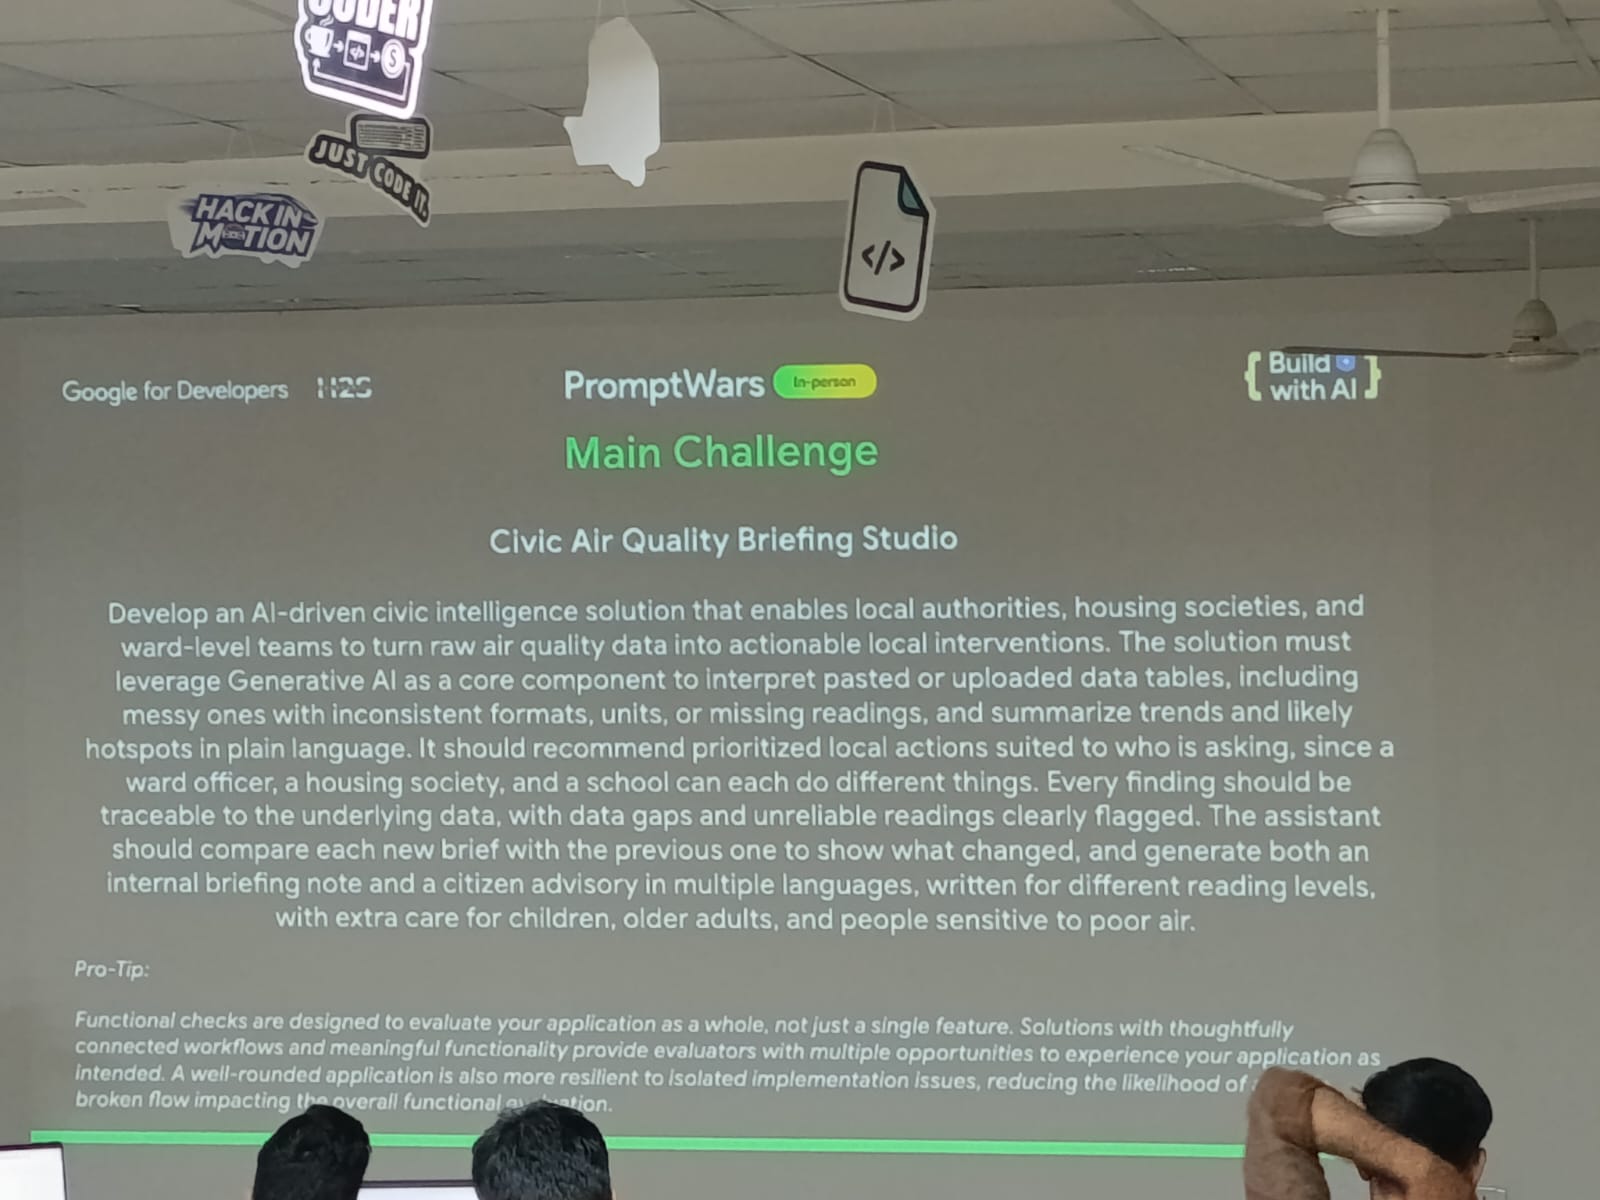 CODER
</>
JUST CODE IT.
HACK IN
MOTION
</>
Google for Developers H2S
PromptWars In-person
Build
with AI
Main Challenge
Civic Air Quality Briefing Studio
Develop an AI-driven civic intelligence solution that enables local authorities, housing societies, and
ward-level teams to turn raw air quality data into actionable local interventions. The solution must
leverage Generative AI as a core component to interpret pasted or uploaded data tables, including
messy ones with inconsistent formats, units, or missing readings, and summarize trends and likely
hotspots in plain language. It should recommend prioritized local actions suited to who is asking, since a
ward officer, a housing society, and a school can each do different things. Every finding should be
traceable to the underlying data, with data gaps and unreliable readings clearly flagged. The assistant
should compare each new brief with the previous one to show what changed, and generate both an
internal briefing note and a citizen advisory in multiple languages, written for different reading levels,
with extra care for children, older adults, and people sensitive to poor air.
Pro-Tip:
Functional checks are designed to evaluate your application as a whole, not just a single feature. Solutions with thoughtfully
connected workflows and meaningful functionality provide evaluators with multiple opportunities to experience your application as
intended. A well-rounded application is also more resilient to isolated implementation issues, reducing the likelihood of
broken flow impacting the overall functional